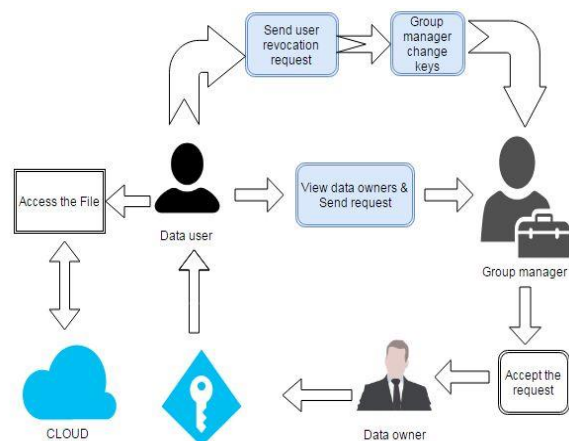 Send user
revocation
request
Group
manager
change
keys
Access the File
Data user
View data owners &
Send request
Group manager
Accept the
request
Data owner
CLOUD